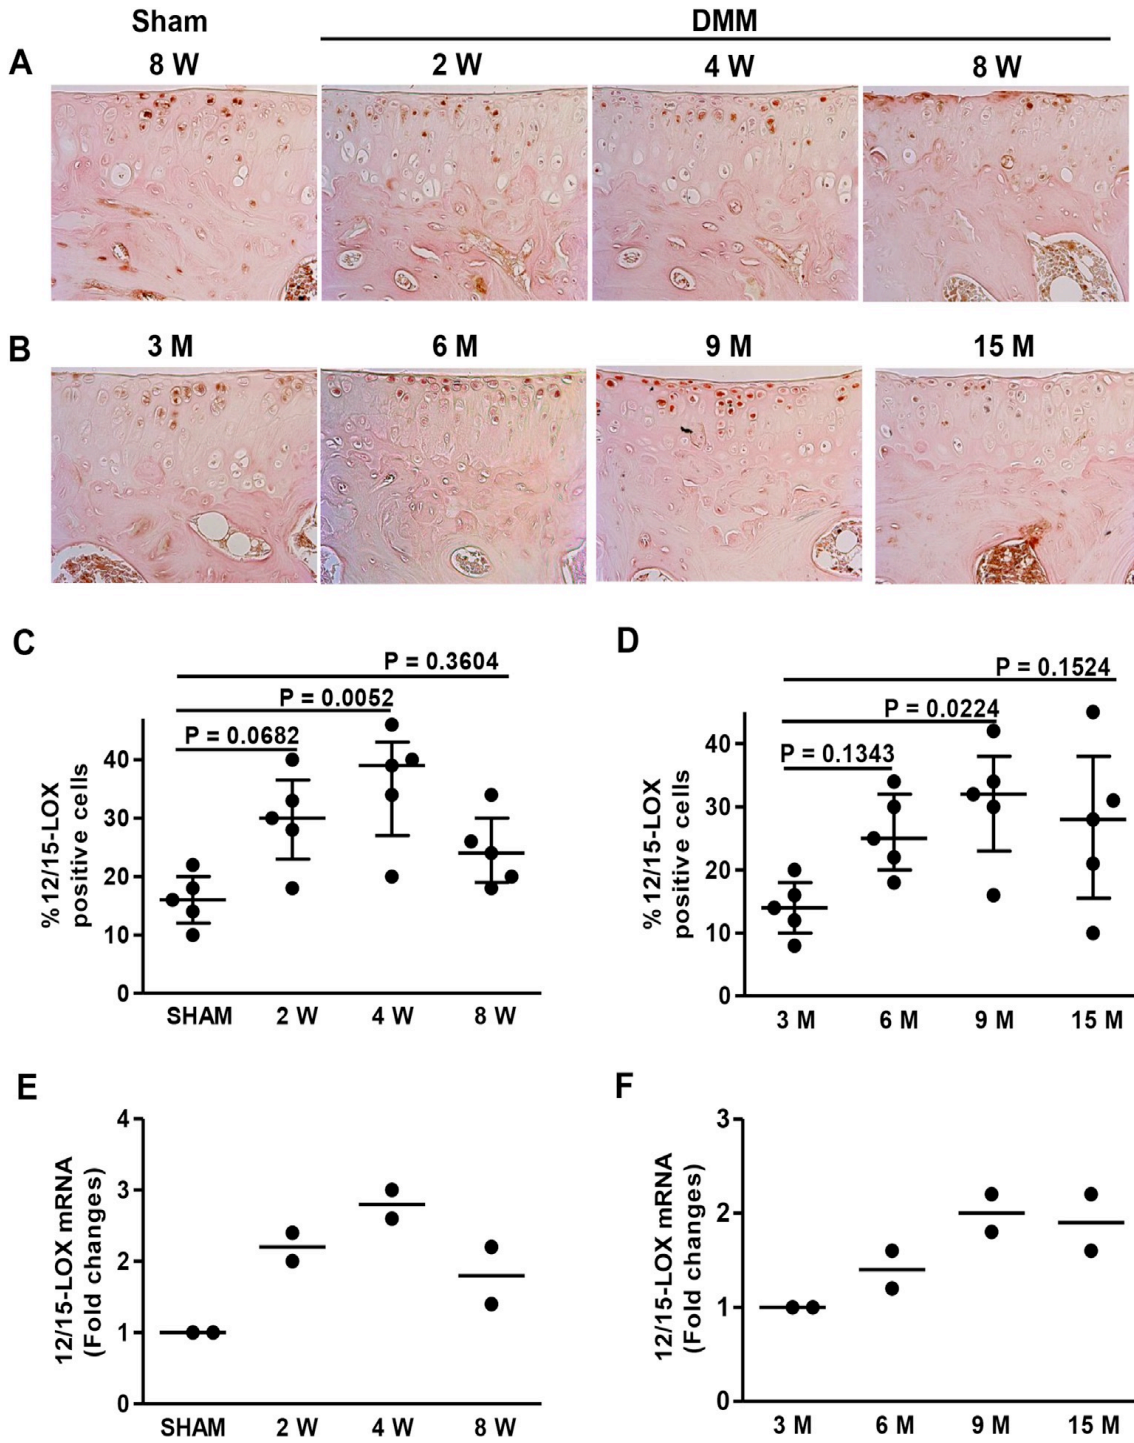 Sham DMM
A 8 W 2 W 4 W 8 W
B 3 M 6 M 9 M 15 M
C
P = 0.3604
P = 0.0052
P = 0.0682
%12/15-LOX
positive cells
40
30
20
10
0
SHAM 2 W 4 W 8 W
D
P = 0.1524
P = 0.0224
P = 0.1343
%12/15-LOX
positive cells
40
30
20
10
0
3 M 6 M 9 M 15 M
E
12/15-LOX mRNA
(Fold changes)
4
3
2
1
0
SHAM 2 W 4 W 8 W
F
12/15-LOX mRNA
(Fold changes)
3
2
1
0
3 M 6 M 9 M 15 M